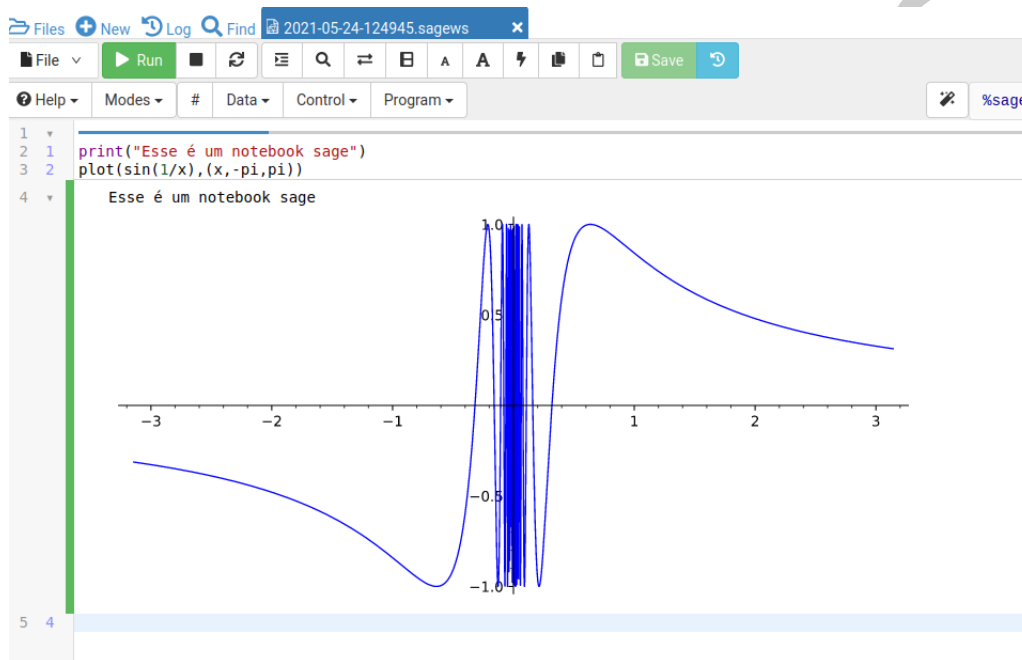 Files New Log Find 2021-05-24-124945.sagews ×
File Run A A Save
Help Modes # Data Control Program %sage
1
2 1 print("Esse é um notebook sage")
3 2 plot(sin(1/x),(x,-pi,pi))
4 Esse é um notebook sage
1.0
0.5
−3 −2 −1 1 2 3
−0.5
−1.0
5 4